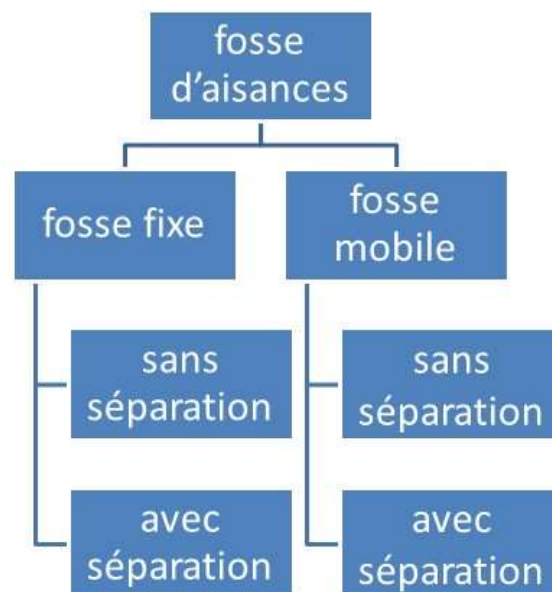 fosse
d'aisances
fosse fixe
fosse
mobile
sans
séparation
avec
séparation
sans
séparation
avec
séparation